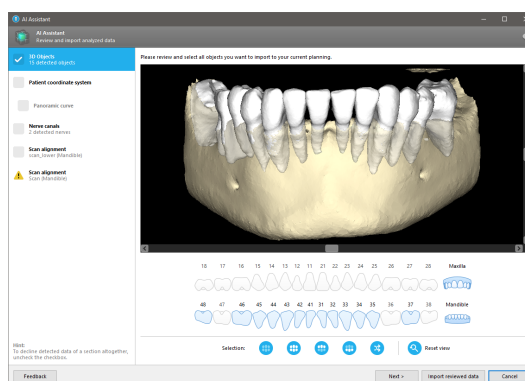 AI Assistant
AI Assistant
Review and import analyzed data
3D Objects
15 detected objects
Patient coordinate system
Panoramic curve
Nerve canals
2 detected nerves
Scan alignment
scan_lower (Mandible)
Scan alignment
Scan (Mandible)
Hint:
To decline detected data of a section altogether,
uncheck the checkbox.
Please review and select all objects you want to import to your current planning.
18 17 16 15 14 13 12 11 21 22 23 24 25 26 27 28 Maxilla
48 47 46 45 44 43 42 41 31 32 33 34 35 36 37 38 Mandible
Selection: Reset view
Feedback Next > Import reviewed data Cancel